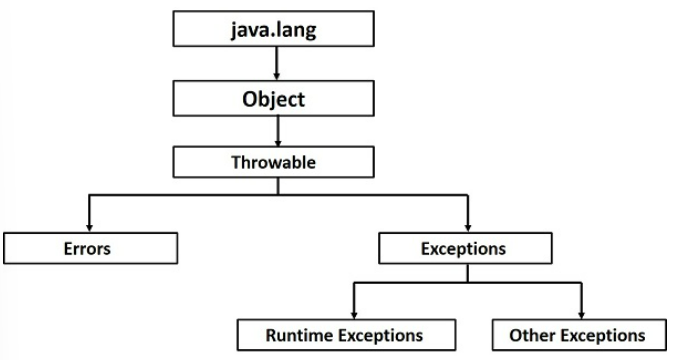 java.lang
Object
Throwable
Errors
Exceptions
Runtime Exceptions
Other Exceptions